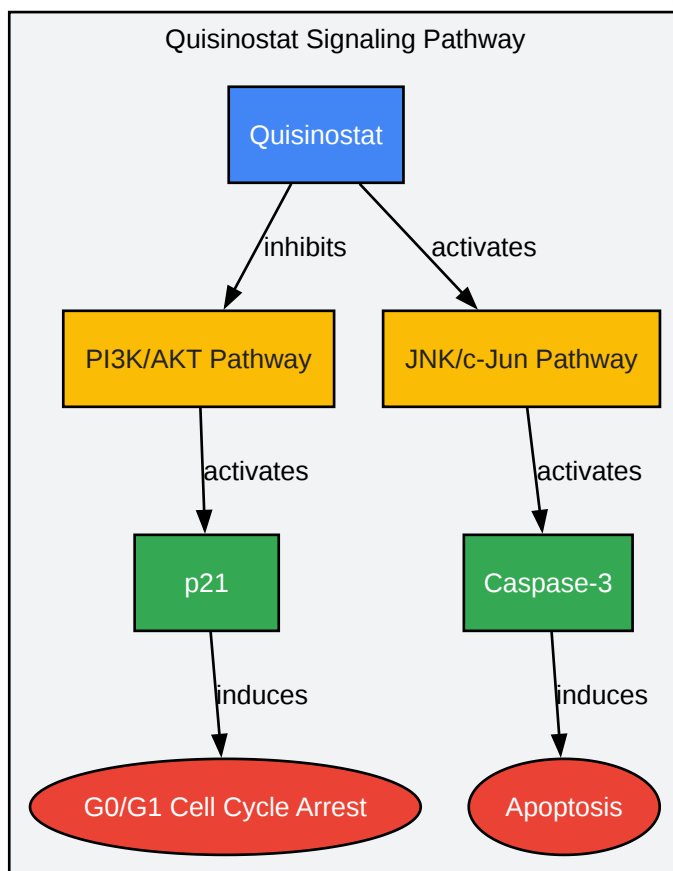 Quisinostat Signaling Pathway
Quisinostat
inhibits
activates
PI3K/AKT Pathway
JNK/c-Jun Pathway
activates
activates
p21
Caspase-3
induces
induces
G0/G1 Cell Cycle Arrest
Apoptosis